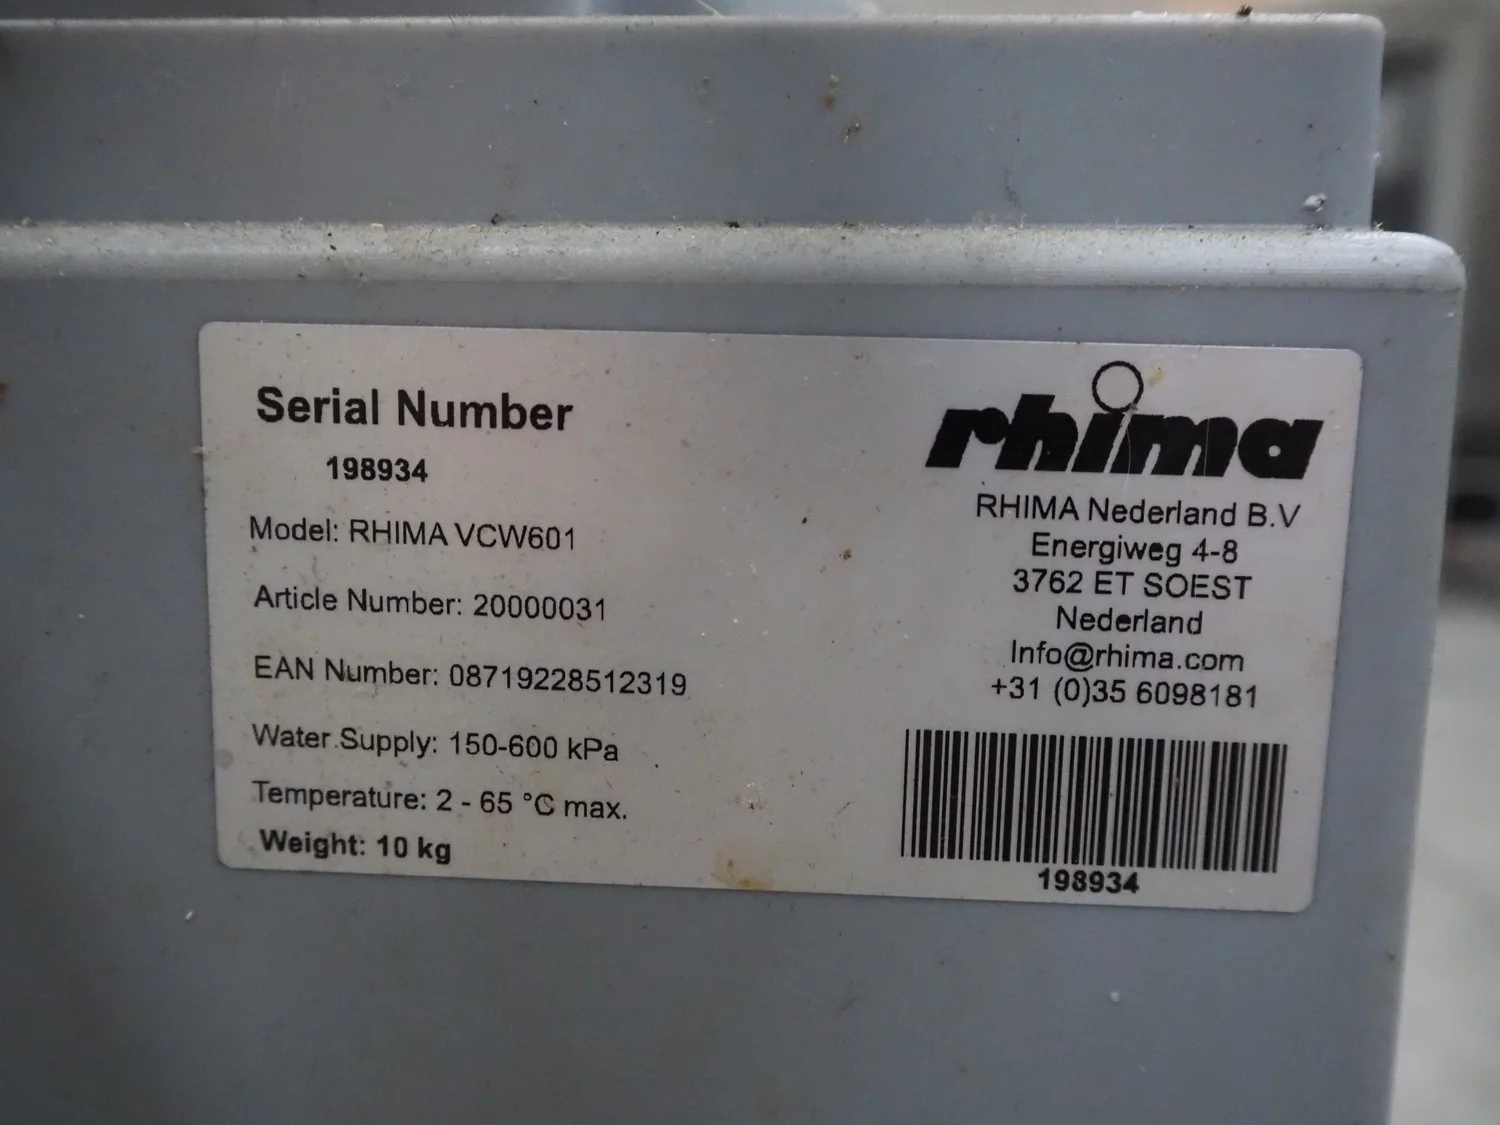 Serial Number
198934
Model: RHIMA VCW601
Article Number: 20000031
EAN Number: 08719228512319
Water Supply: 150-600 kPa
Temperature: 2 - 65 °C max.
Weight: 10 kg
rhima
RHIMA Nederland B.V
Energiweg 4-8
3762 ET SOEST
Nederland
Info@rhima.com
+31 (0)35 6098181
198934